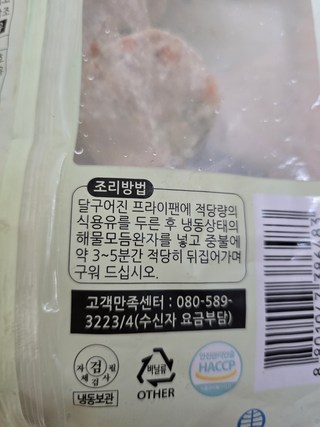 조리방법
달구어진 프라이팬에 적당량의
식용유를 두른 후 냉동상태의
해물모듬완자를 넣고 중불에
약 3~5분간 적당히 뒤집어가며
구워 드십시오.
고객만족센터 : 080-589-
3223/4(수신자 요금부담)
검
냉동보관
비닐류
OTHER
HACCP